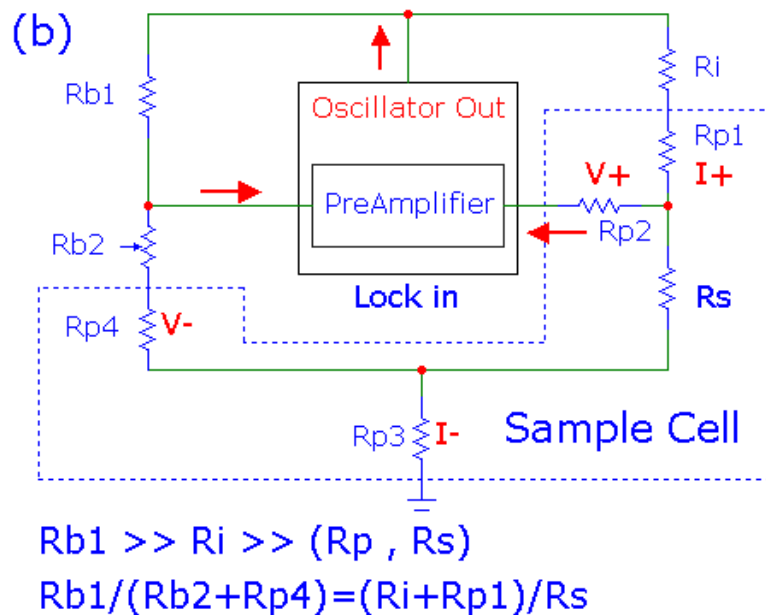 (b)
Rb1
Oscillator Out
Ri
Rp1
V+
I+
PreAmplifier
Rp2
Rb2
Lock in
Rs
Rp4
V-
Rp3
I-
Sample Cell
Rb1 >> Ri >> (Rp , Rs)
Rb1/(Rb2+Rp4)=(Ri+Rp1)/Rs